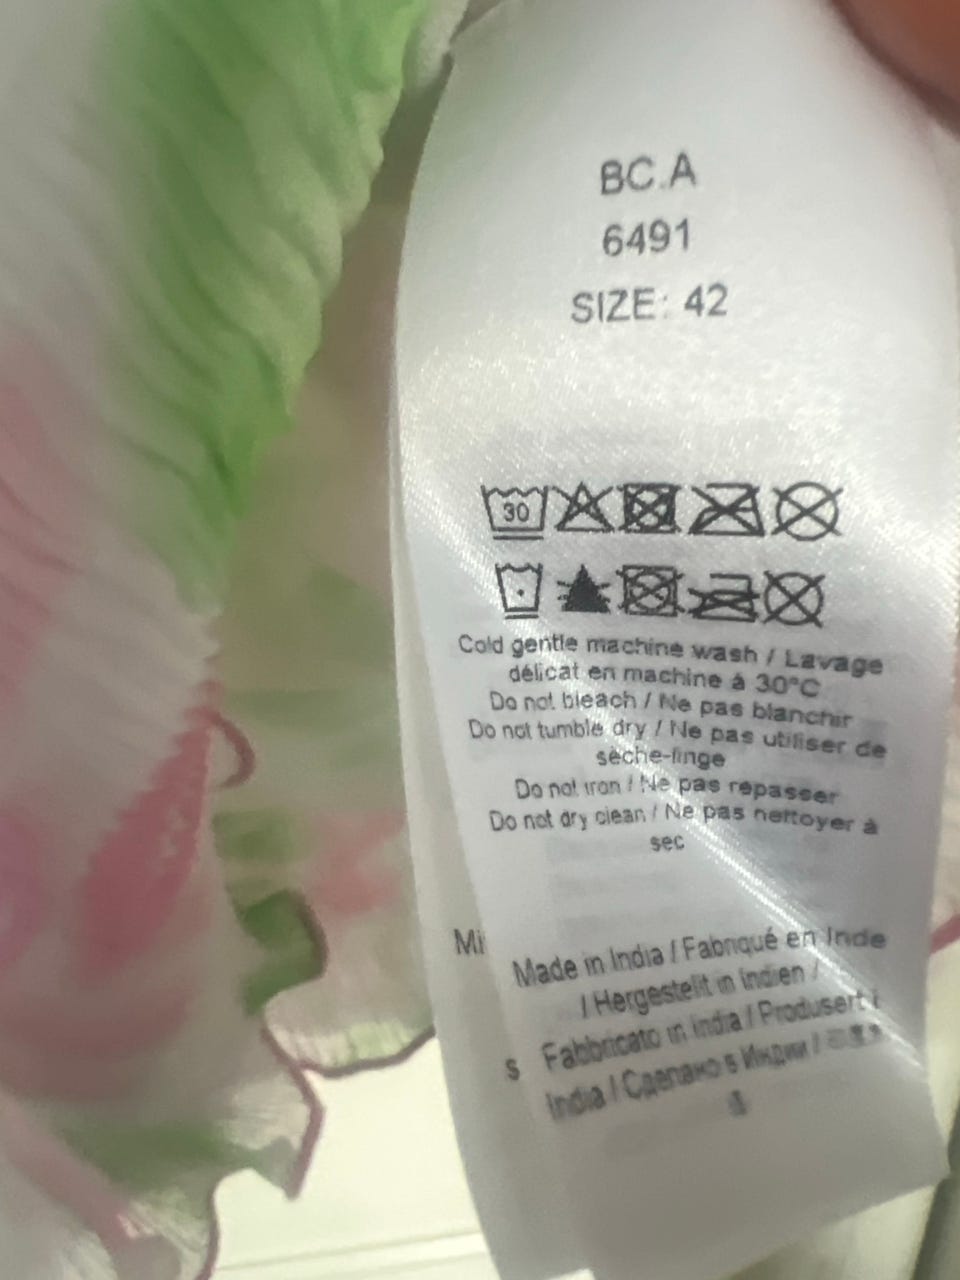 BC.A
6491
SIZE: 42
30
Cold gentle machine wash / Lavage
délicat en machine à 30°C
Do not bleach / Ne pas blanchir
Do not tumble dry / Ne pas utiliser de
sèche-linge
Do not iron / Ne pas repasser
Do not dry clean / Ne pas nettoyer à
sec
Mi
Made in India / Fabriqué en Inde
/ Hergestellt in Indien /
s
Fabbricato in India / Produsert i
India / Сделано в Индии /